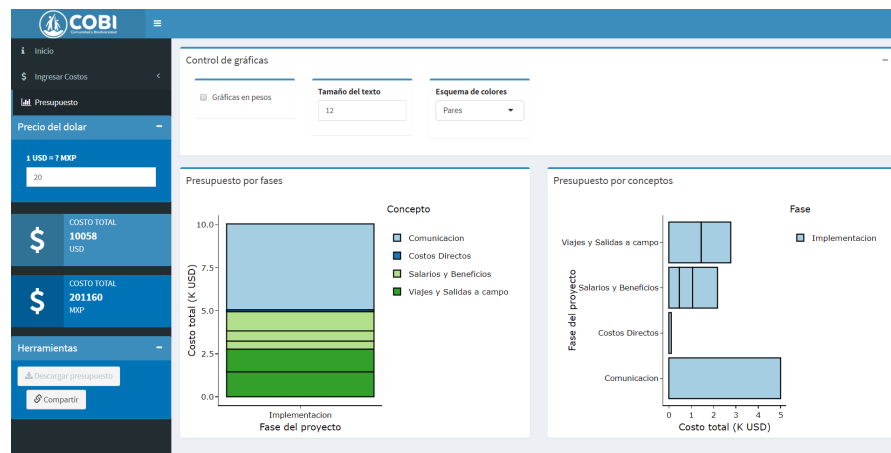 COBI
Comunidad y Biodiversidad
Inicio
Ingresar Costos
Presupuesto
Precio del dolar
1 USD = ? MXP
20
COSTO TOTAL
10058
USD
COSTO TOTAL
201160
MXP
Herramientas
Descargar presupuesto
Compartir
Control de gráficas
Gráficas en pesos
Tamaño del texto
12
Esquema de colores
Pares
Presupuesto por fases
Concepto
Comunicacion
Costos Directos
Salarios y Beneficios
Viajes y Salidas a campo
Costo total (K USD)
10.0
7.5
5.0
2.5
0.0
Implementacion
Fase del proyecto
Presupuesto por conceptos
Fase
Implementacion
Fase del proyecto
Viajes y Salidas a campo
Salarios y Beneficios
Costos Directos
Comunicacion
0 1 2 3 4 5
Costo total (K USD)